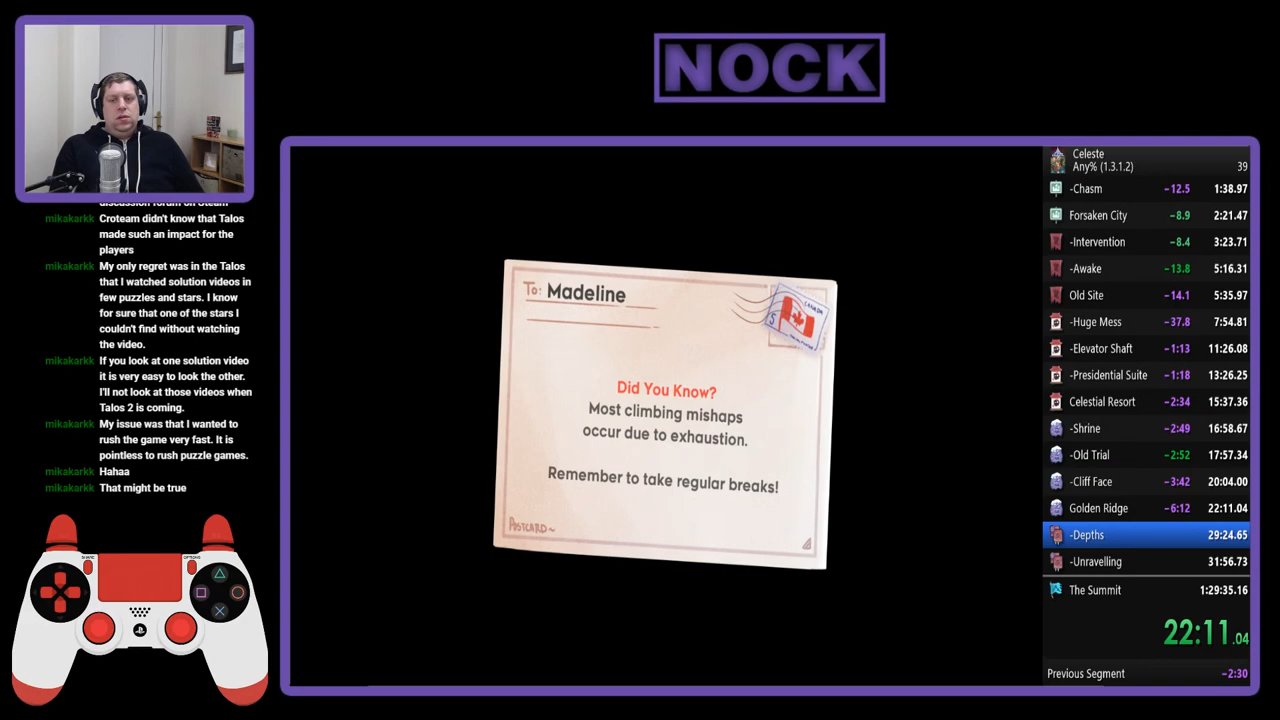 NOCK
discussion forum on Steam
mikakarkk Croteam didn't know that Talos
made such an impact for the
players
mikakarkk My only regret was in the Talos
that I watched solution videos in
few puzzles and stars. I know
for sure that one of the stars I
couldn't find without watching
the video.
mikakarkk If you look at one solution video
it is very easy to look the other.
I'll not look at those videos when
Talos 2 is coming.
mikakarkk My issue was that I wanted to
rush the game very fast. It is
pointless to rush puzzle games.
mikakarkk Hahaa
mikakarkk That might be true
SHARE
OPTIONS
To: Madeline
CANADA
Did You Know?
Most climbing mishaps
occur due to exhaustion.
Remember to take regular breaks!
POSTCARD~
Celeste
Any% (1.3.1.2) 39
-Chasm -12.5 1:38.97
Forsaken City -8.9 2:21.47
-Intervention -8.4 3:23.71
-Awake -13.8 5:16.31
Old Site -14.1 5:35.97
-Huge Mess -37.8 7:54.81
-Elevator Shaft -1:13 11:26.08
-Presidential Suite -1:18 13:26.25
Celestial Resort -2:34 15:37.36
-Shrine -2:49 16:58.67
-Old Trial -2:52 17:57.34
-Cliff Face -3:42 20:04.00
Golden Ridge -6:12 22:11.04
-Depths 29:24.65
-Unravelling 31:56.73
The Summit 1:29:35.16
22:11.04
Previous Segment -2:30